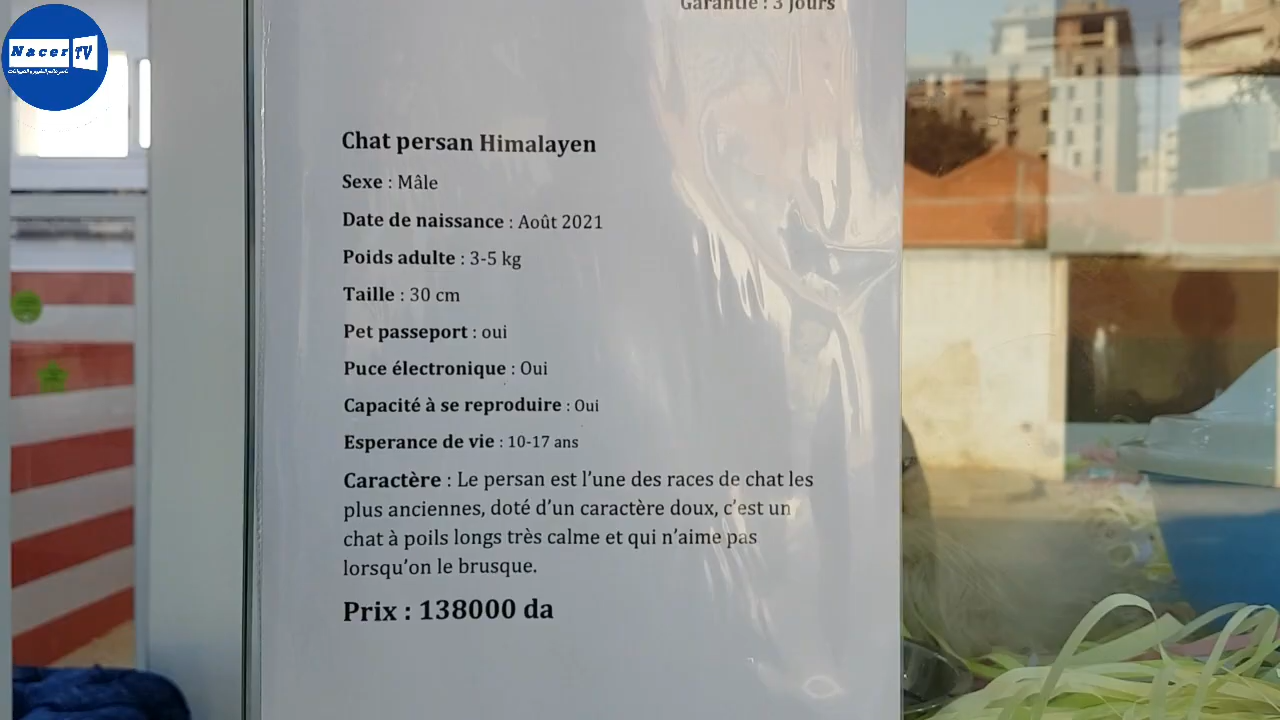 Nacer TV
Garantie : 3 jours
Chat persan Himalayen
Sexe : Mâle
Date de naissance : Août 2021
Poids adulte : 3-5 kg
Taille : 30 cm
Pet passeport : oui
Puce électronique : Oui
Capacité à se reproduire : Oui
Esperance de vie : 10-17 ans
Caractère : Le persan est l’une des races de chat les
plus anciennes, doté d’un caractère doux, c’est un
chat à poils longs très calme et qui n’aime pas
lorsqu’on le brusque.
Prix : 138000 da